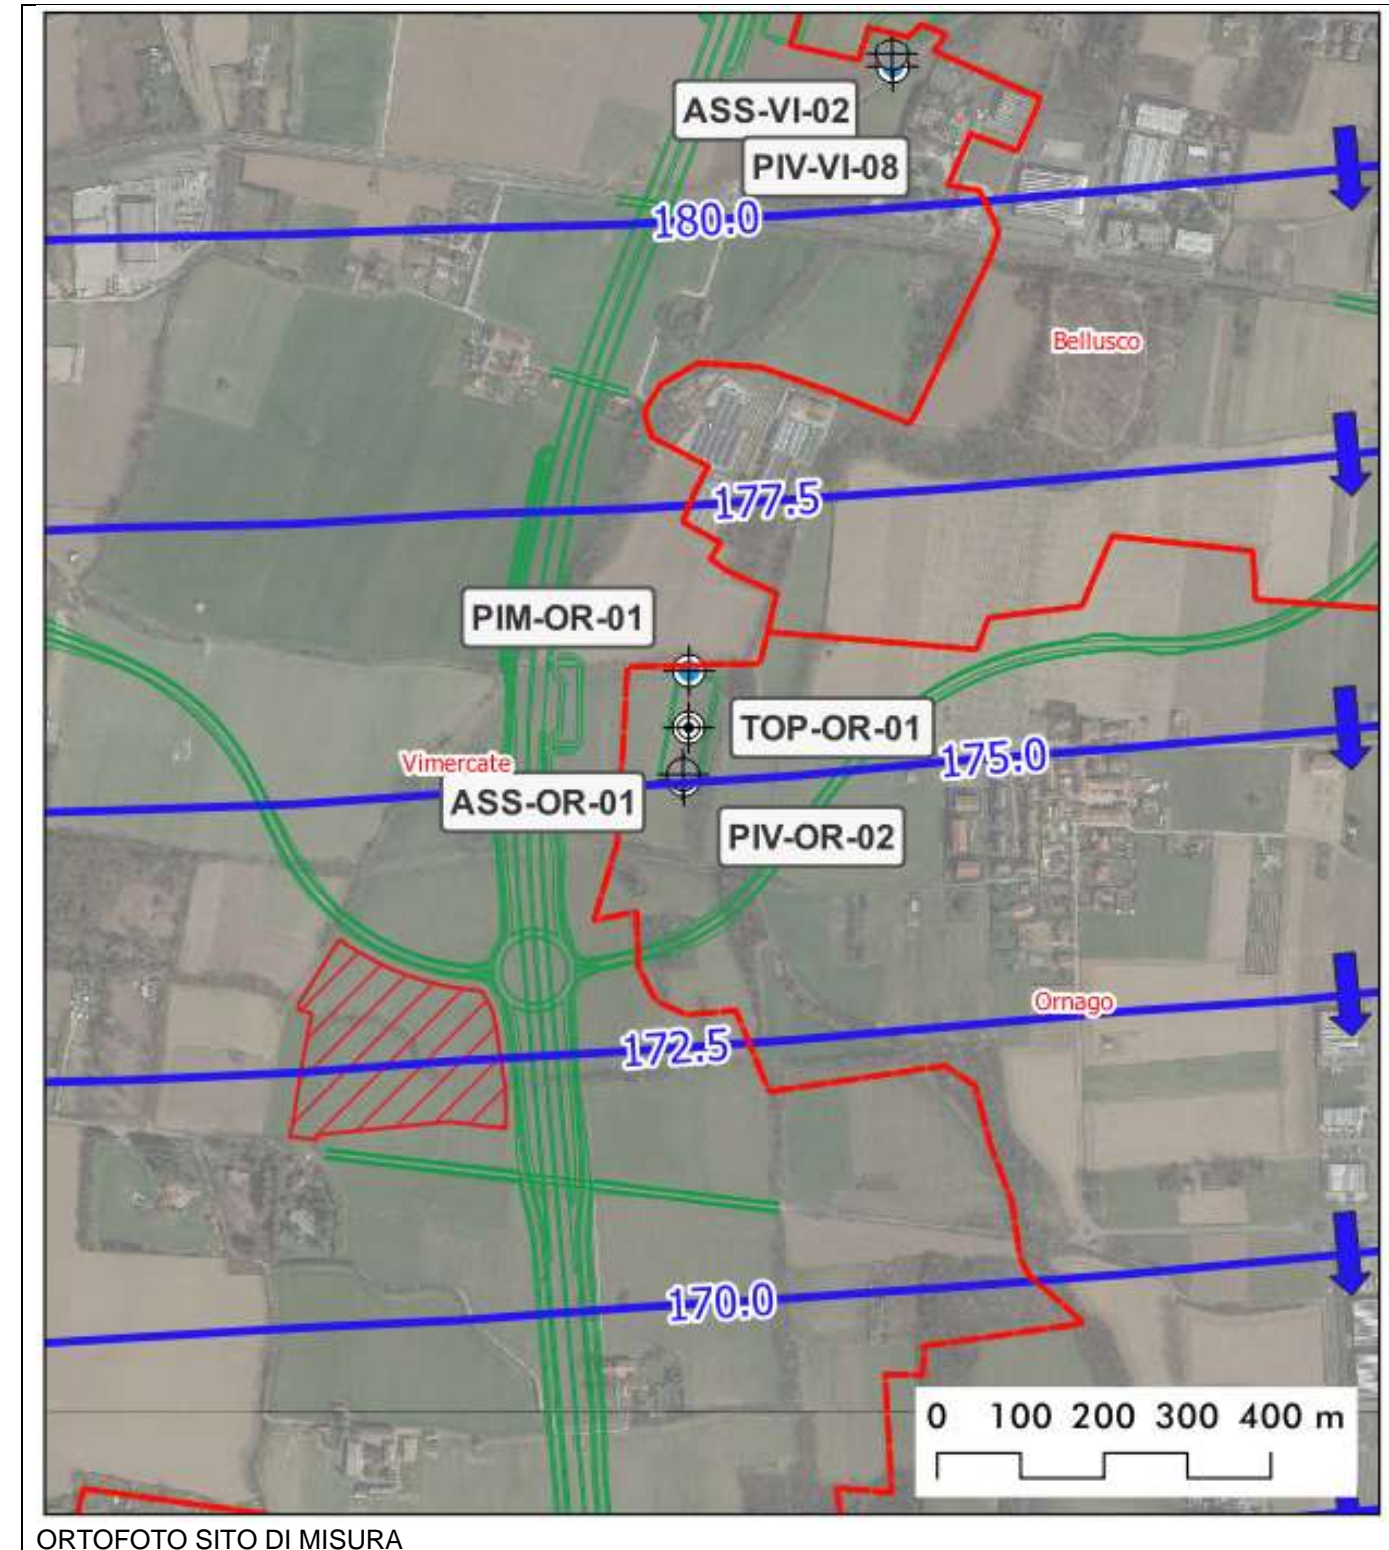 ASS-VI-02
PIV-VI-08
180.0
Bellusco
177.5
PIM-OR-01
TOP-OR-01
Vimercate
175.0
ASS-OR-01
PIV-OR-02
Ornago
172.5
170.0
0 100 200 300 400 m
ORTOFOTO SITO DI MISURA